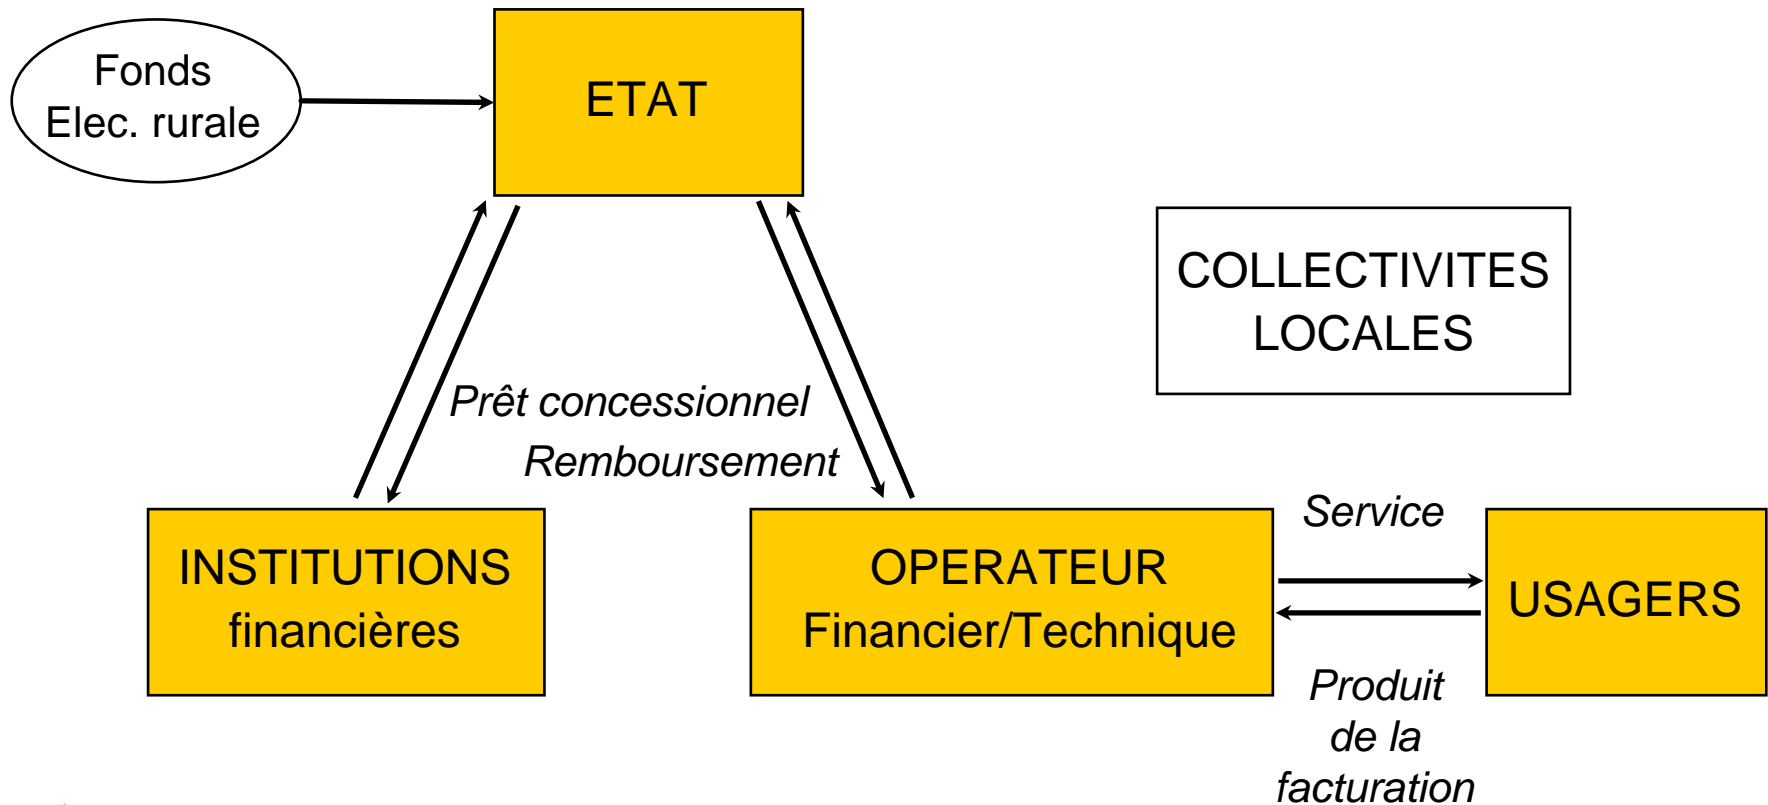 Fonds
Elec. rurale
ETAT
COLLECTIVITES
LOCALES
Prêt concessionnel
Remboursement
INSTITUTIONS
financières
OPERATEUR
Financier/Technique
Service
USAGERS
Produit
de la
facturation